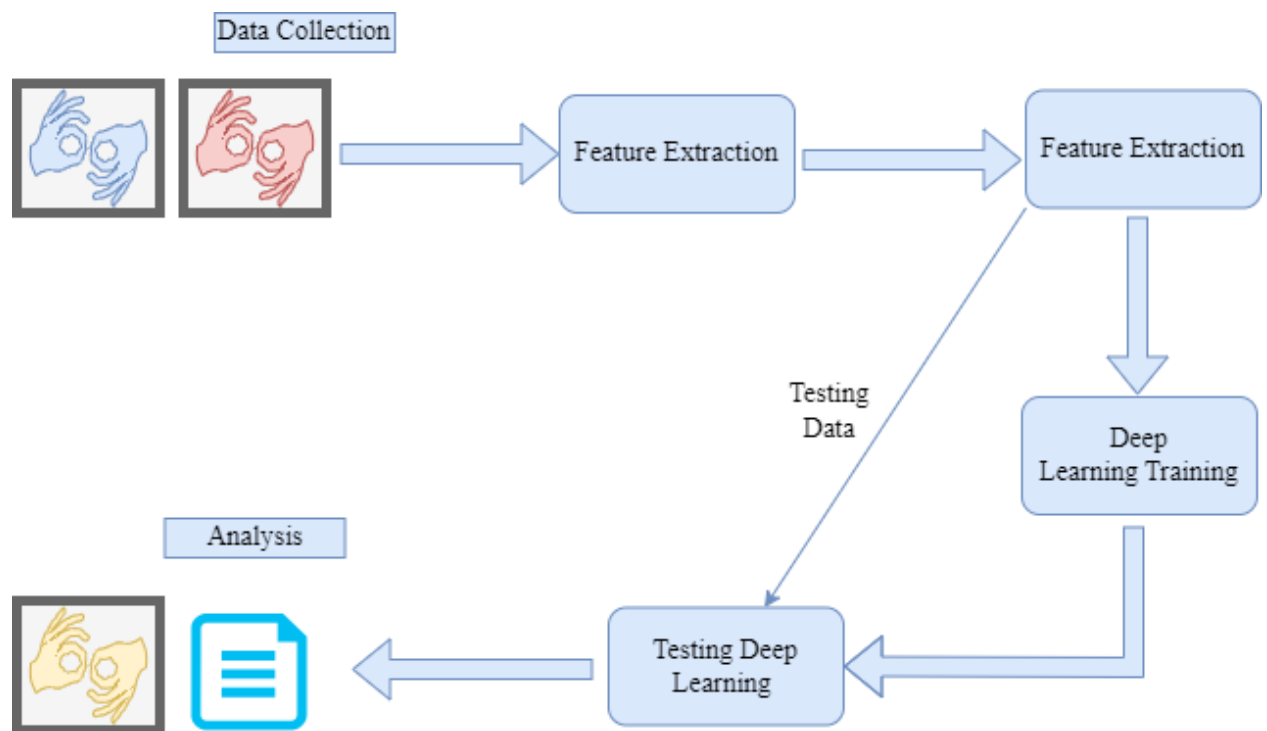 Data Collection
Feature Extraction
Feature Extraction
Testing
Data
Deep
Learning Training
Analysis
Testing Deep
Learning